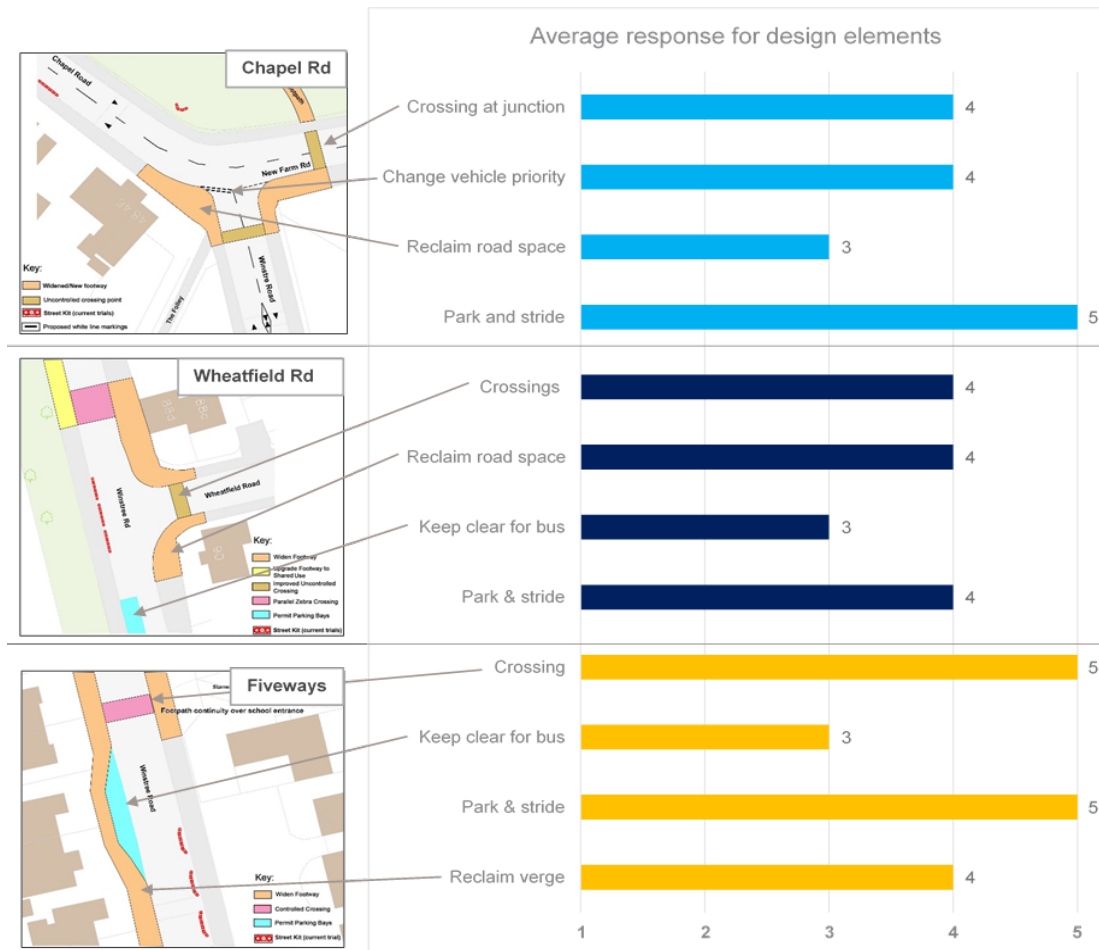 Average response for design elements
Chapel Rd
Chapel Road
New Farm Rd
49-45
Winstre Road
The Folley
Key:
Widened/New footway
Uncontrolled crossing point
Street Kit (current trials)
Proposed white line markings
Crossing at junction 4
Change vehicle priority 4
Reclaim road space 3
Park and stride 5
Wheatfield Rd
88d
88c
Wheatfield Road
Winstree Rd
90
Key:
Widen Footway
Upgrade Footway to
Shared Use
Improved Uncontrolled
Crossing
Parallel Zebra Crossing
Permit Parking Bays
Street Kit (current trials)
Crossings 4
Reclaim road space 4
Keep clear for bus 3
Park & stride 4
Fiveways
Footpath continuity over school entrance
Winstree Road
Key:
Widen Footway
Controlled Crossing
Permit Parking Bays
Street Kit (current trial)
Crossing 5
Keep clear for bus 3
Park & stride 5
Reclaim verge 4
1 2 3 4 5